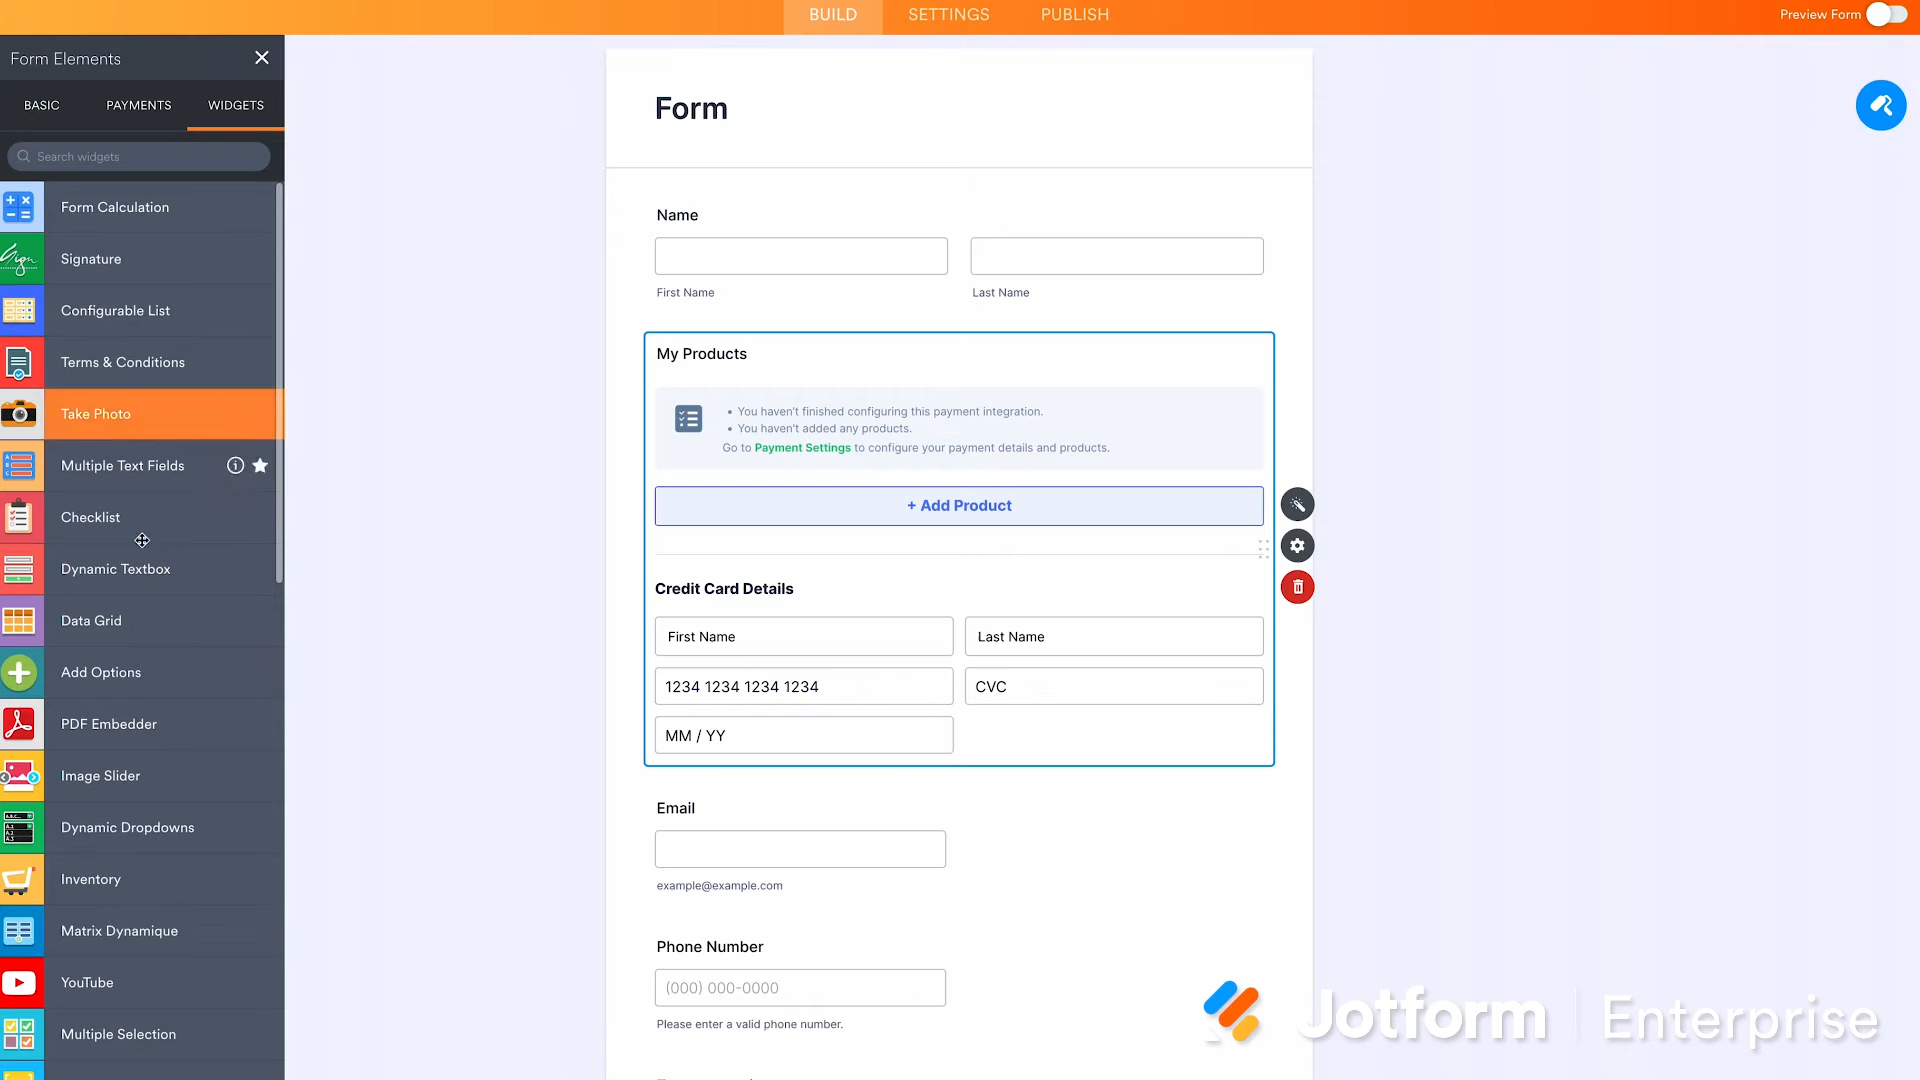 BUILD
SETTINGS
PUBLISH
Preview Form
Form Elements
BASIC
PAYMENTS
WIDGETS
Search widgets
Form Calculation
Signature
Configurable List
Terms & Conditions
Take Photo
Multiple Text Fields
Checklist
Dynamic Textbox
Data Grid
Add Options
PDF Embedder
Image Slider
Dynamic Dropdowns
Inventory
Matrix Dynamique
YouTube
Multiple Selection
Form
Name
First Name
Last Name
My Products
• You haven't finished configuring this payment integration.
• You haven't added any products.
Go to Payment Settings to configure your payment details and products.
+ Add Product
Credit Card Details
First Name
Last Name
1234 1234 1234 1234
CVC
MM / YY
Email
example@example.com
Phone Number
(000) 000-0000
Please enter a valid phone number.
Jotform | Enterprise